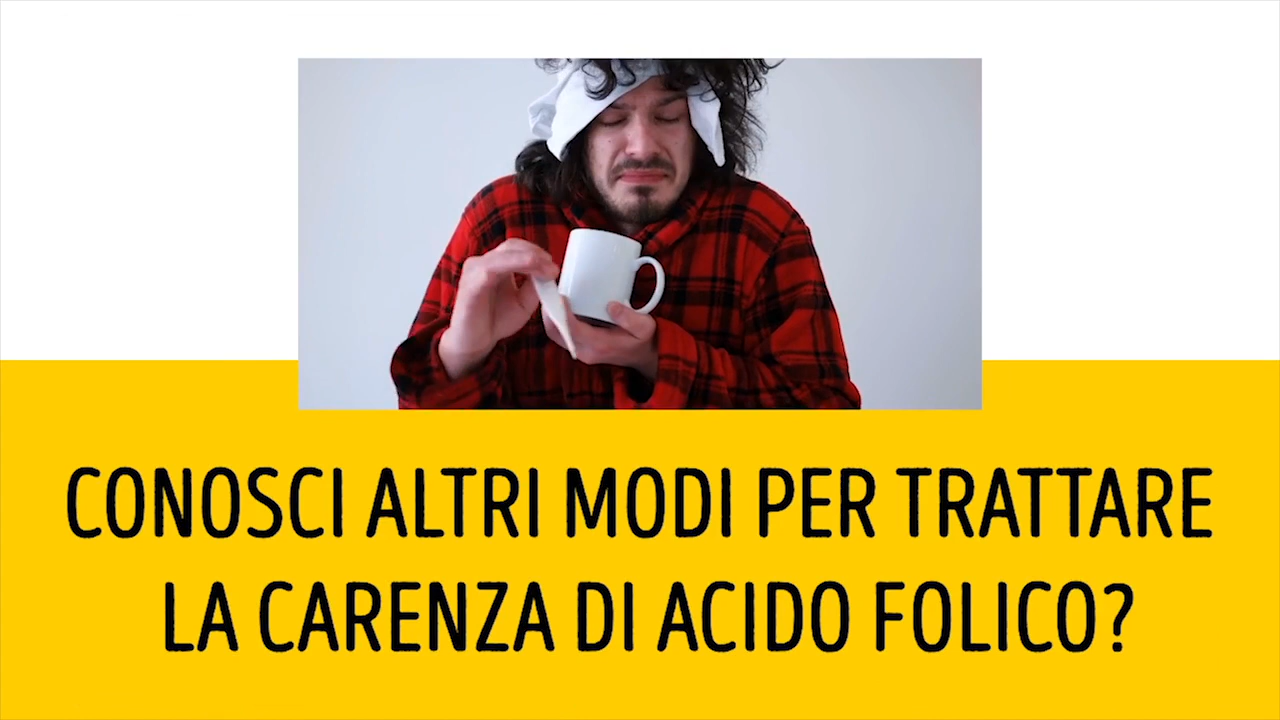 CONOSCI ALTRI MODI PER TRATTARE
LA CARENZA DI ACIDO FOLICO?